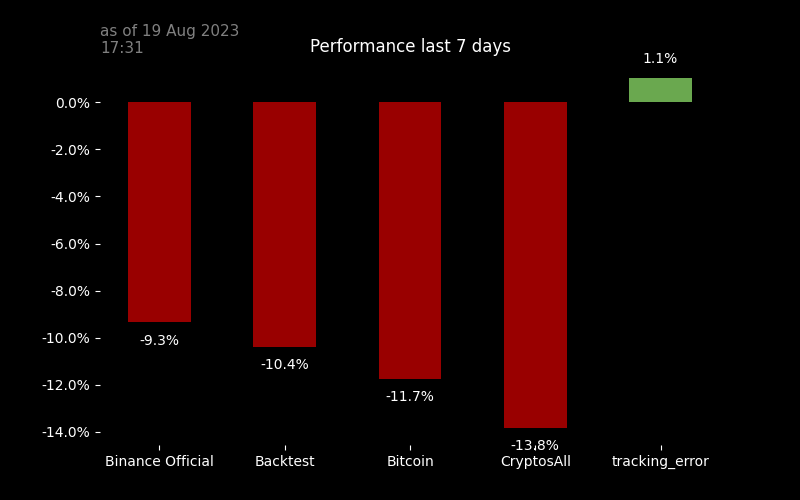 as of 19 Aug 2023
17:31
Performance last 7 days
1.1%
0.0%
-2.0%
-4.0%
-6.0%
-8.0%
-10.0%
-12.0%
-14.0%
-9.3%
-10.4%
-11.7%
-13.8%
Binance Official
Backtest
Bitcoin
CryptosAll
tracking_error